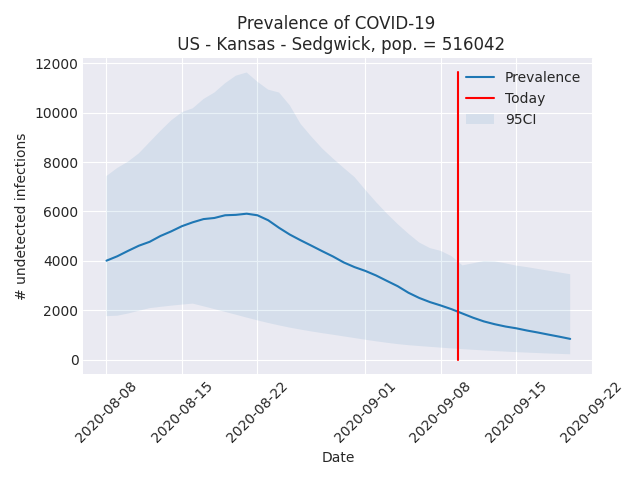 Prevalence of COVID-19
US - Kansas - Sedgwick, pop. = 516042
12000
10000
8000
6000
4000
2000
0
# undetected infections
Prevalence
Today
95CI
2020-08-08
2020-08-15
2020-08-22
2020-09-01
2020-09-08
2020-09-15
2020-09-22
Date